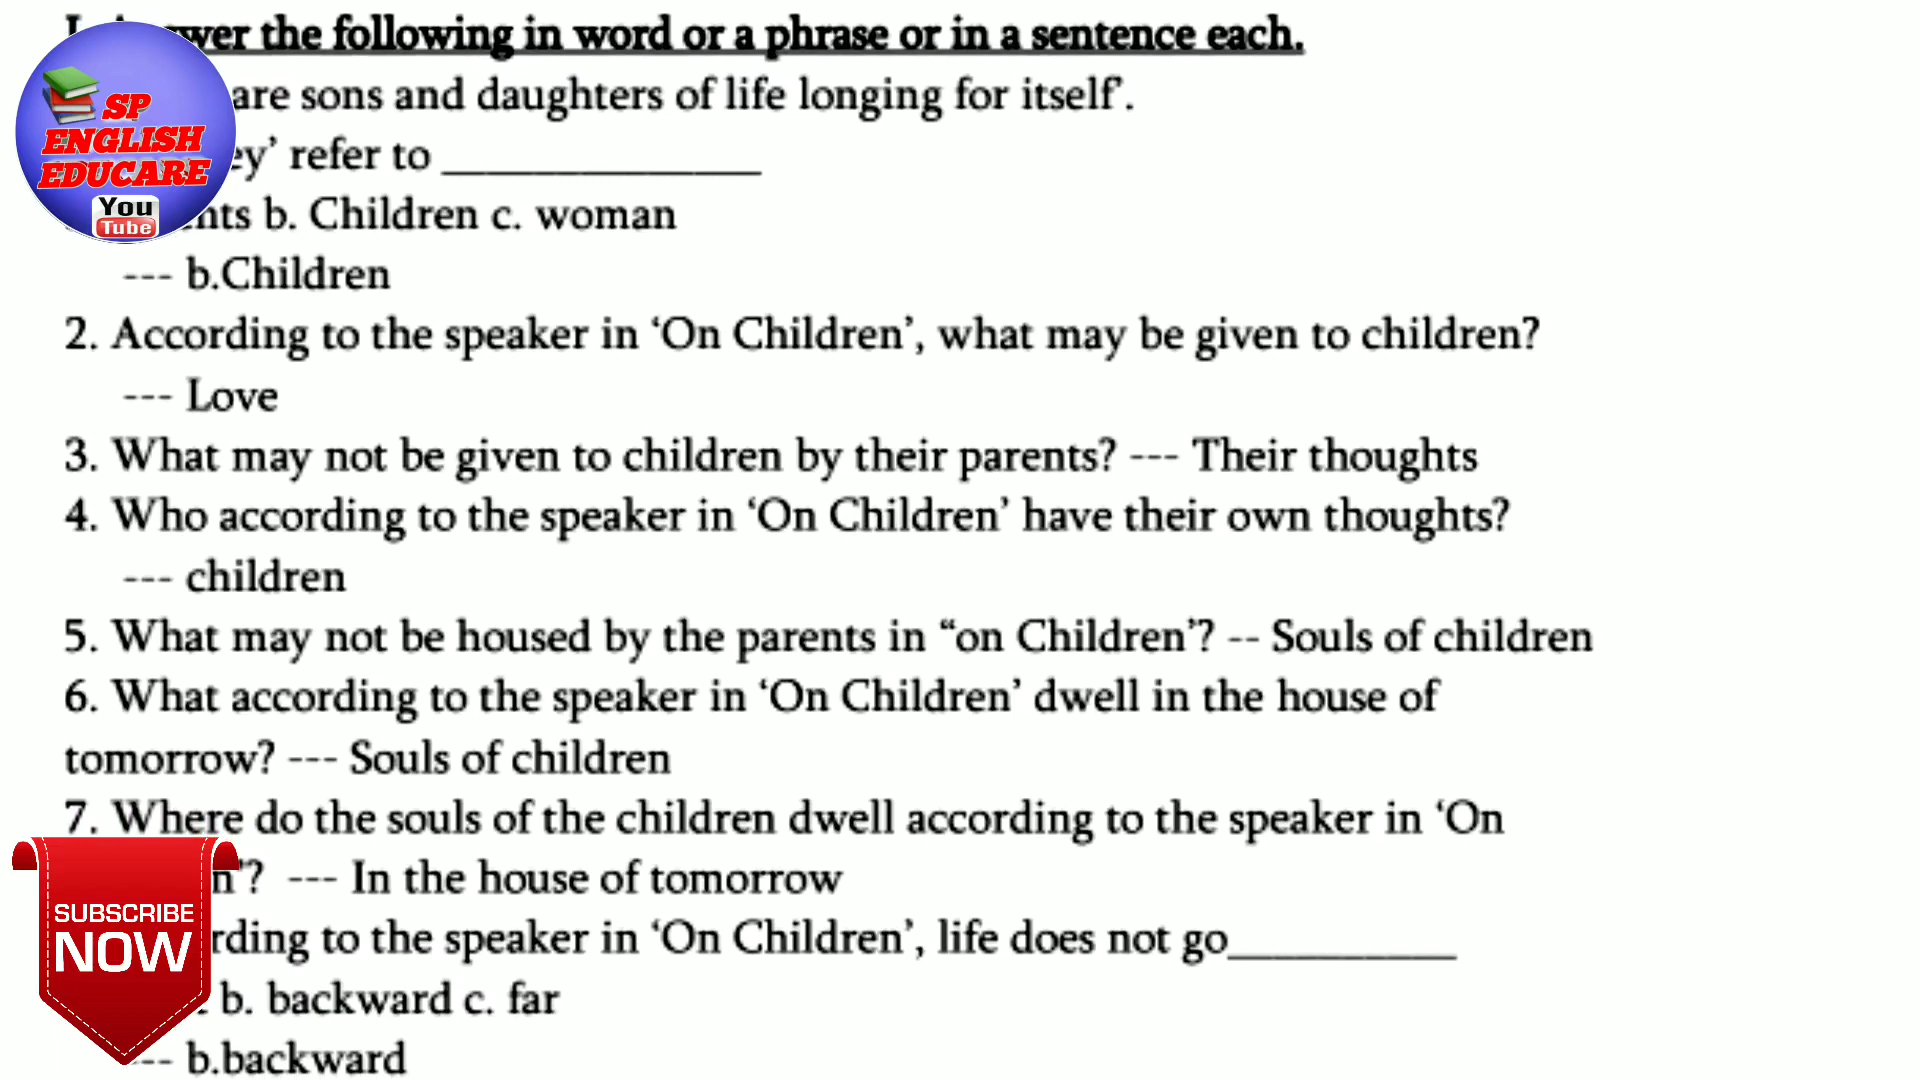 wer the following in word or a phrase or in a sentence each.
are sons and daughters of life longing for itself'.
ey’ refer to ______________
nts b. Children c. woman
--- b.Children
2. According to the speaker in ‘On Children’, what may be given to children?
--- Love
3. What may not be given to children by their parents? --- Their thoughts
4. Who according to the speaker in ‘On Children’ have their own thoughts?
--- children
5. What may not be housed by the parents in “on Children’? -- Souls of children
6. What according to the speaker in ‘On Children’ dwell in the house of
tomorrow? --- Souls of children
7. Where do the souls of the children dwell according to the speaker in ‘On
n’? --- In the house of tomorrow
rding to the speaker in ‘On Children’, life does not go__________
b. backward c. far
--- b.backward
SP
ENGLISH
EDUCARE
You
Tube
SUBSCRIBE
NOW